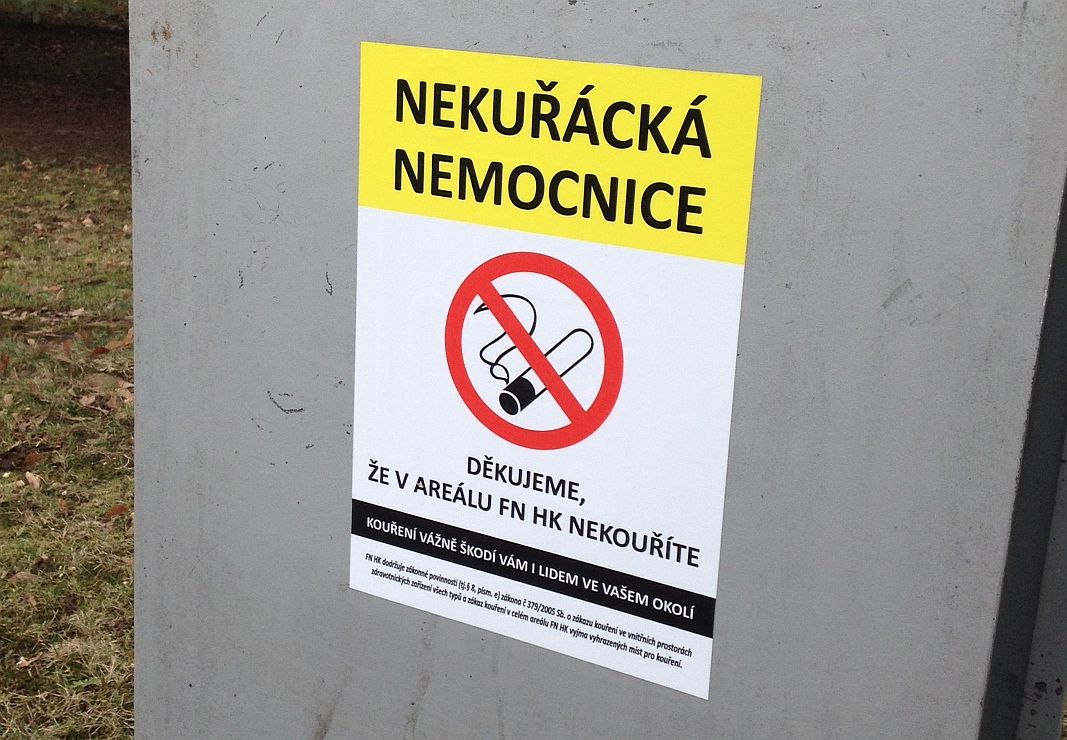 NEKUŘÁCKÁ
NEMOCNICE
DĚKUJEME,
ŽE V AREÁLU FN HK NEKOUŘÍTE
KOUŘENÍ VÁŽNĚ ŠKODÍ VÁM I LIDEM VE VAŠEM OKOLÍ
FN HK dodržuje zákonné povinnosti (tj.§ 8, písm. e) zákona č 379/2005 Sb. o zákazu kouření ve vnitřních prostorách
zdravotnických zařízení všech typů a zákaz kouření v celém areálu FN HK vyjma vyhrazených míst pro kouření.